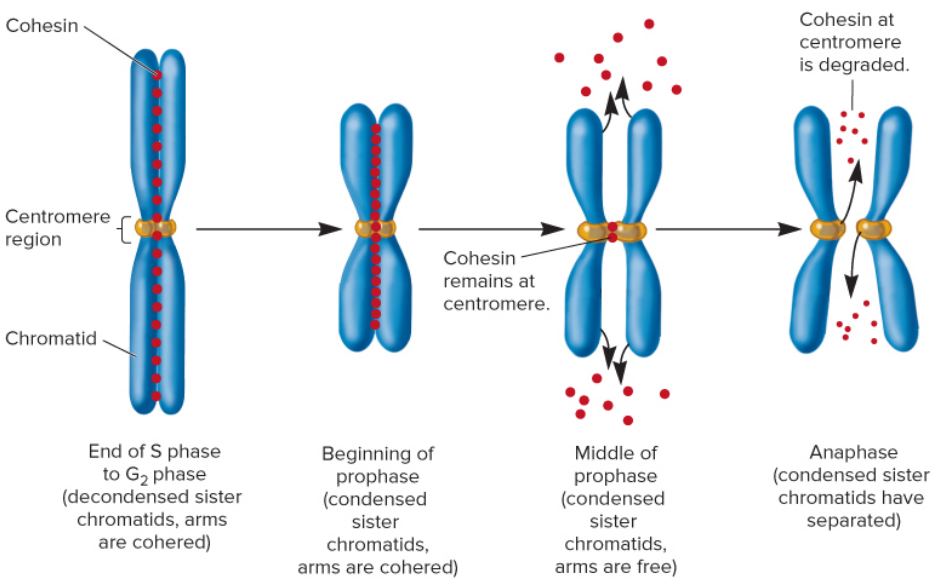 Cohesin
Centromere
region
Chromatid
Cohesin
remains at
centromere.
Cohesin at
centromere
is degraded.
End of S phase
to G₂ phase
(decondensed sister
chromatids, arms
are cohered)
Beginning of
prophase
(condensed
sister
chromatids,
arms are cohered)
Middle of
prophase
(condensed
sister
chromatids,
arms are free)
Anaphase
(condensed sister
chromatids have
separated)